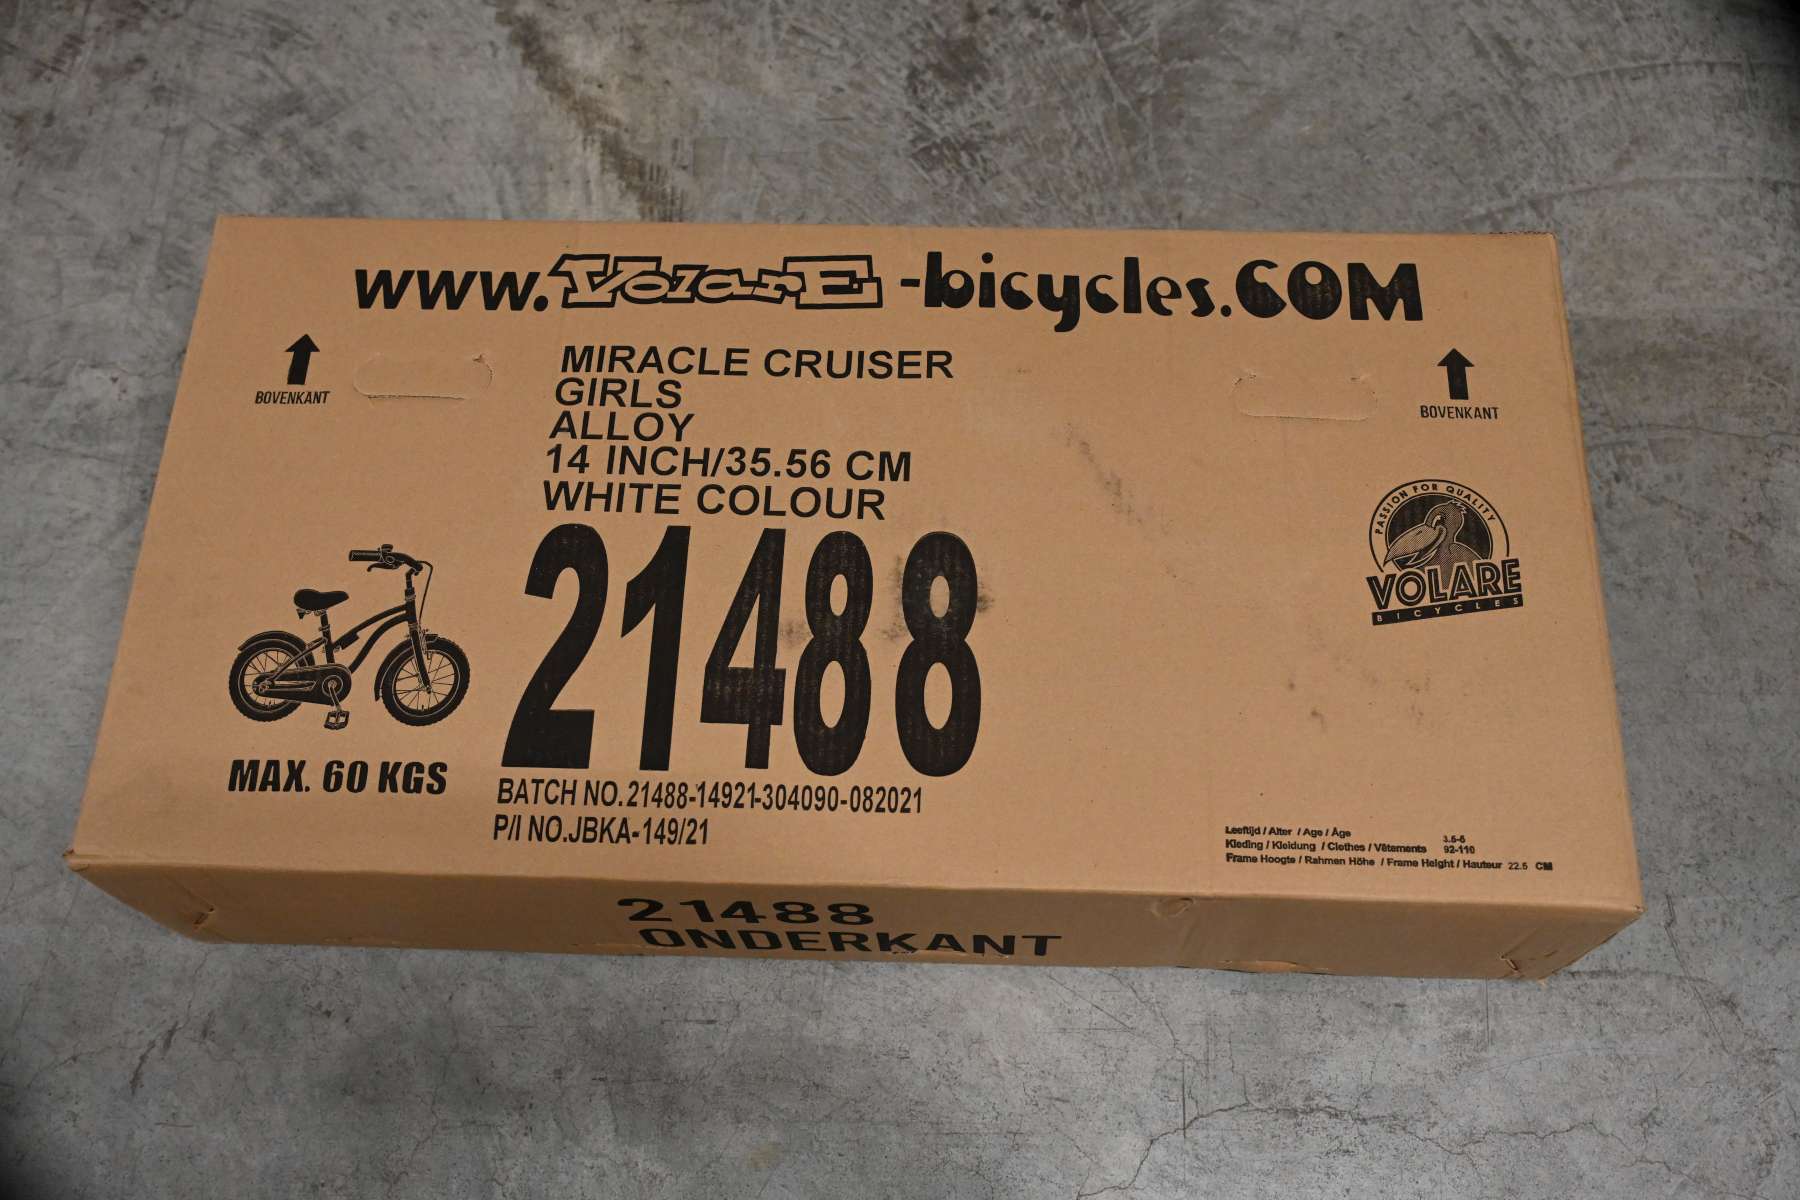 www.VolarE-bicycles.COM
BOVENKANT
MIRACLE CRUISER
GIRLS
ALLOY
14 INCH/35.56 CM
WHITE COLOUR
BOVENKANT
PASSION FOR QUALITY
VOLARE
BICYCLES
21488
MAX. 60 KGS
BATCH NO.21488-14921-304090-082021
P/I NO.JBKA-149/21
Leeftijd / Alter / Age / Âge 3.5-5
Kleding / Kleidung / Clothes / Vêtements 92-110
Frame Hoogte / Rahmen Höhe / Frame Height / Hauteur 22.5 CM
21488
ONDERKANT